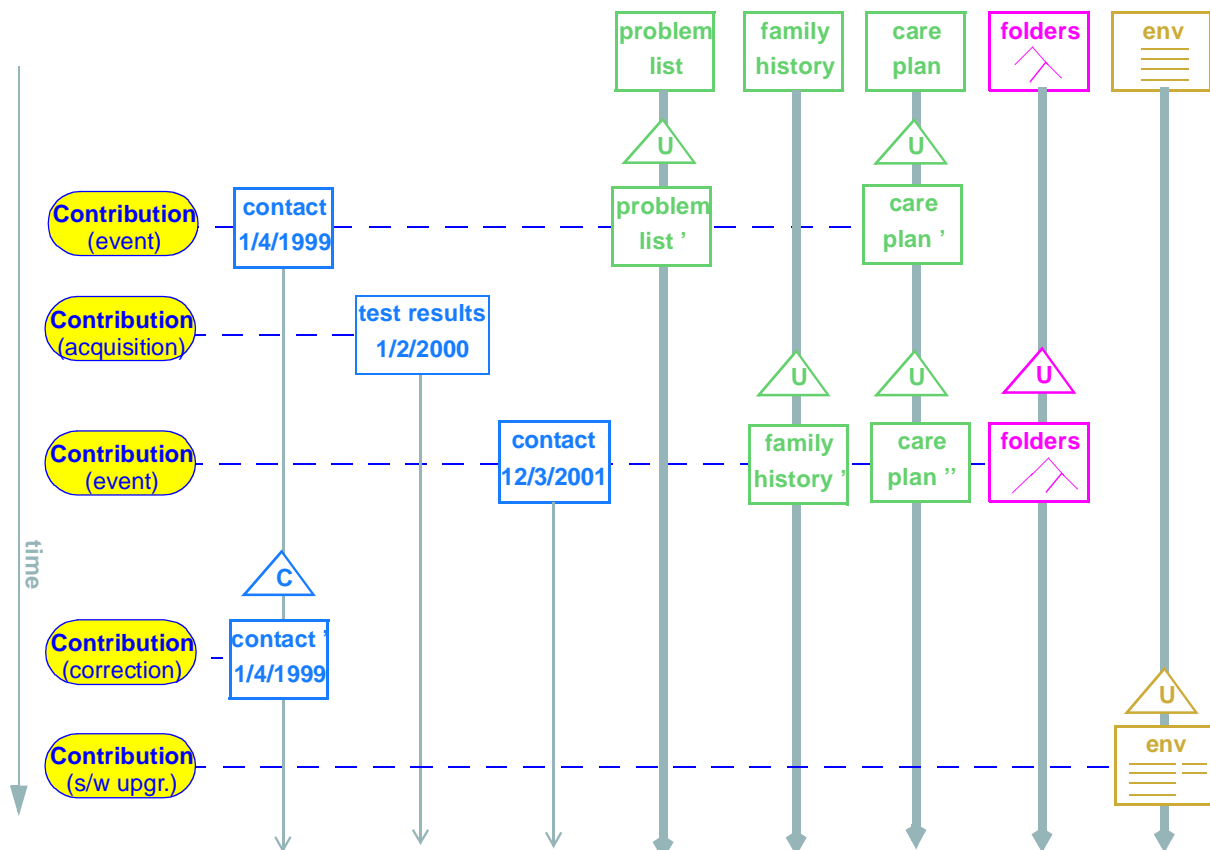 problem
list
family
history
care
plan
folders
env
U
U
Contribution
(event)
contact
1/4/1999
problem
list ’
care
plan ’
Contribution
(acquisition)
test results
1/2/2000
U
U
U
Contribution
(event)
contact
12/3/2001
family
history ’
care
plan ’’
folders
time
C
Contribution
(correction)
contact ’
1/4/1999
U
Contribution
(s/w upgr.)
env